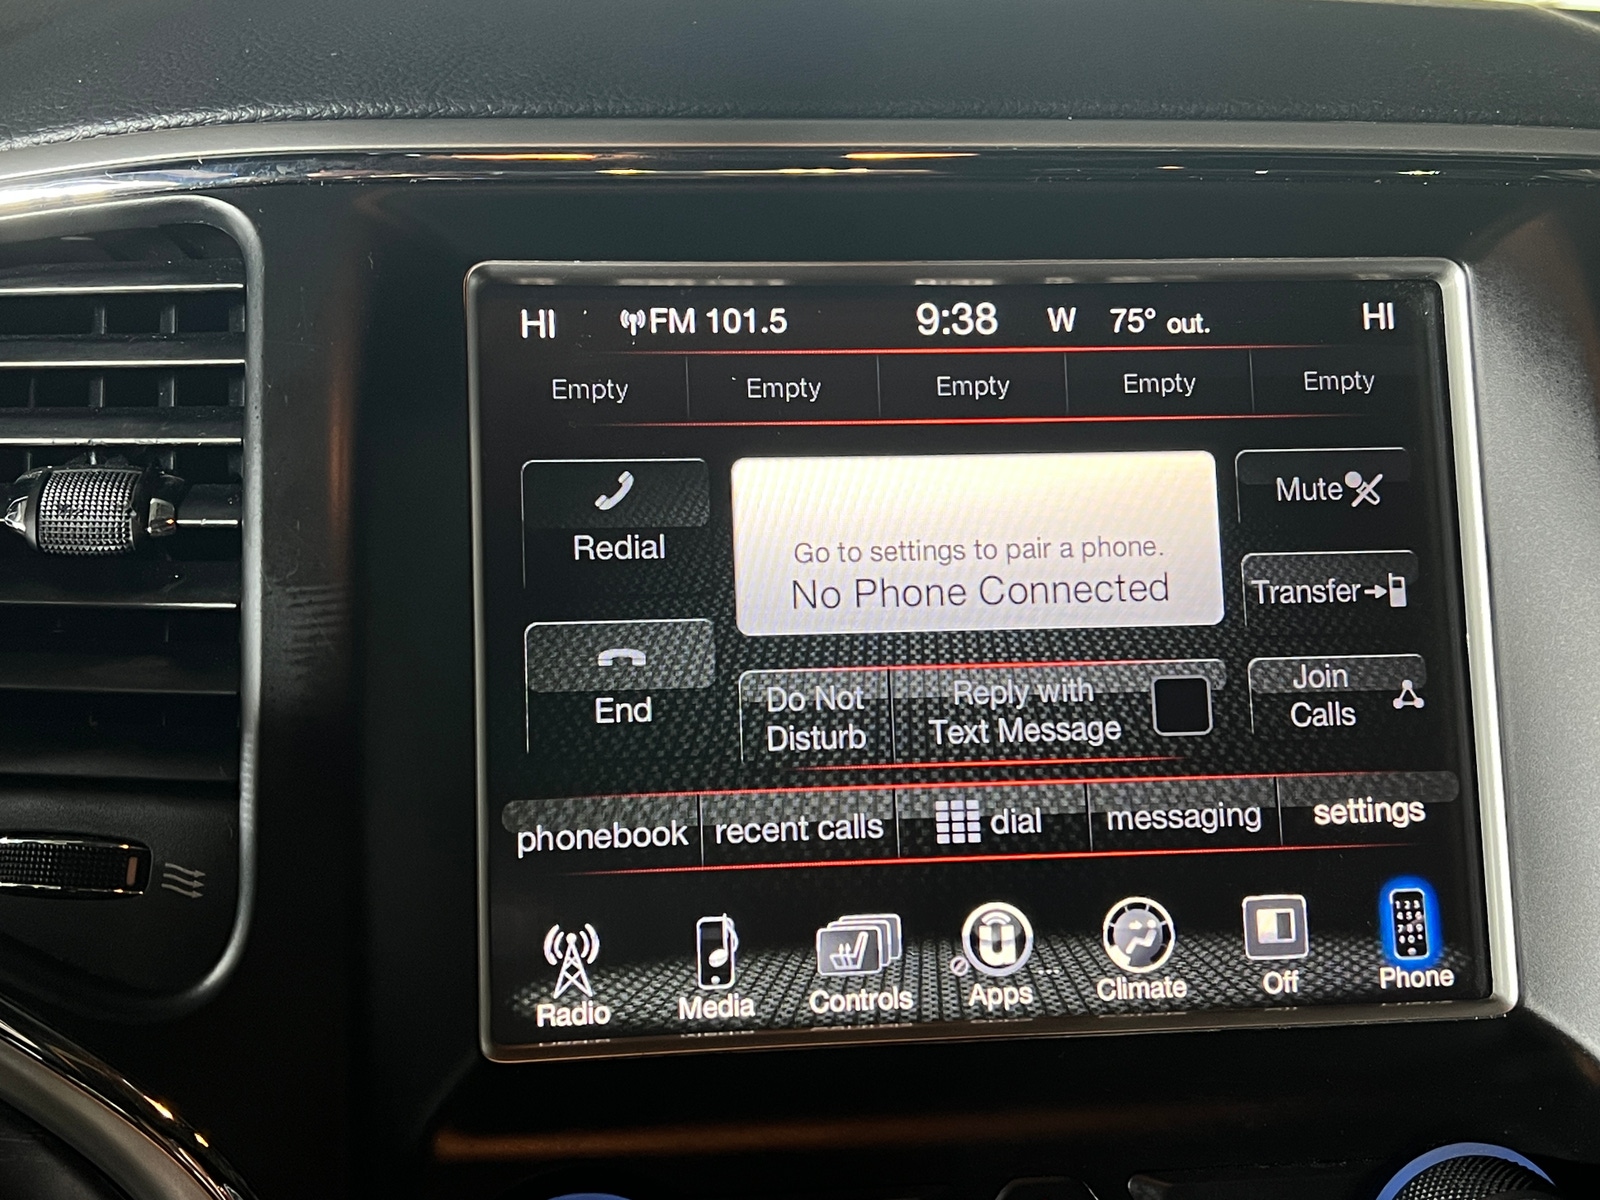 HI FM 101.5 9:38 W 75° out. HI
Empty Empty Empty Empty Empty
Redial
Go to settings to pair a phone.
No Phone Connected
Mute
Transfer
End
Do Not
Disturb
Reply with
Text Message
Join
Calls
phonebook recent calls dial messaging settings
Radio Media Controls Apps Climate Off Phone